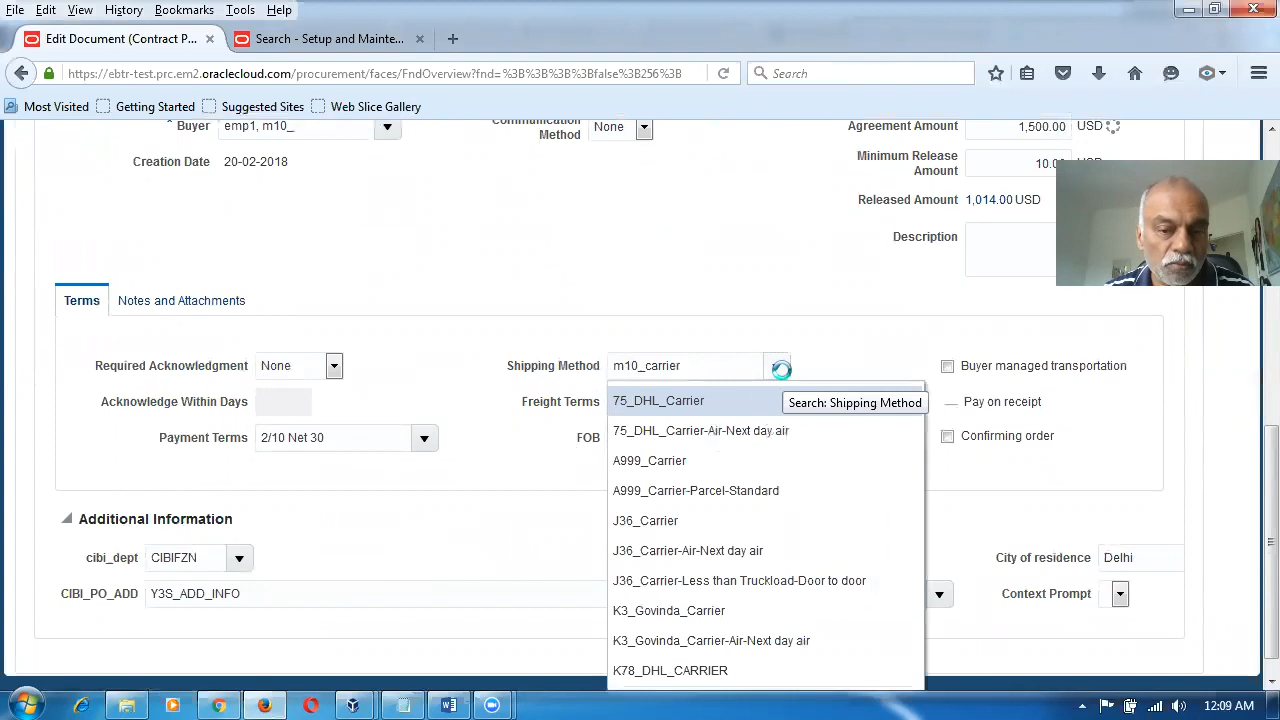 File Edit View History Bookmarks Tools Help
Edit Document (Contract P... × Search - Setup and Mainte... × +
https://ebtr-test.prc.em2.oraclecloud.com/procurement/faces/FndOverview?fnd=%3B%3B%3B%3Bfalse%3B256%3B Search
Most Visited Getting Started Suggested Sites Web Slice Gallery
* Buyer emp1, m10_ Communication Method None Agreement Amount 1,500.00 USD
Creation Date 20-02-2018 Minimum Release Amount
Released Amount 1,014.00 USD
Description
Terms Notes and Attachments
Required Acknowledgment None Shipping Method m10_carrier Buyer managed transportation
Acknowledge Within Days Freight Terms 75_DHL_Carrier Search: Shipping Method Pay on receipt
Payment Terms 2/10 Net 30 FOB 75_DHL_Carrier-Air-Next day air Confirming order
A999_Carrier
A999_Carrier-Parcel-Standard
J36_Carrier
J36_Carrier-Air-Next day air
J36_Carrier-Less than Truckload-Door to door
K3_Govinda_Carrier
K3_Govinda_Carrier-Air-Next day air
K78_DHL_CARRIER
Additional Information
cibi_dept CIBIFZN City of residence Delhi
CIBI_PO_ADD Y3S_ADD_INFO Context Prompt
12:09 AM